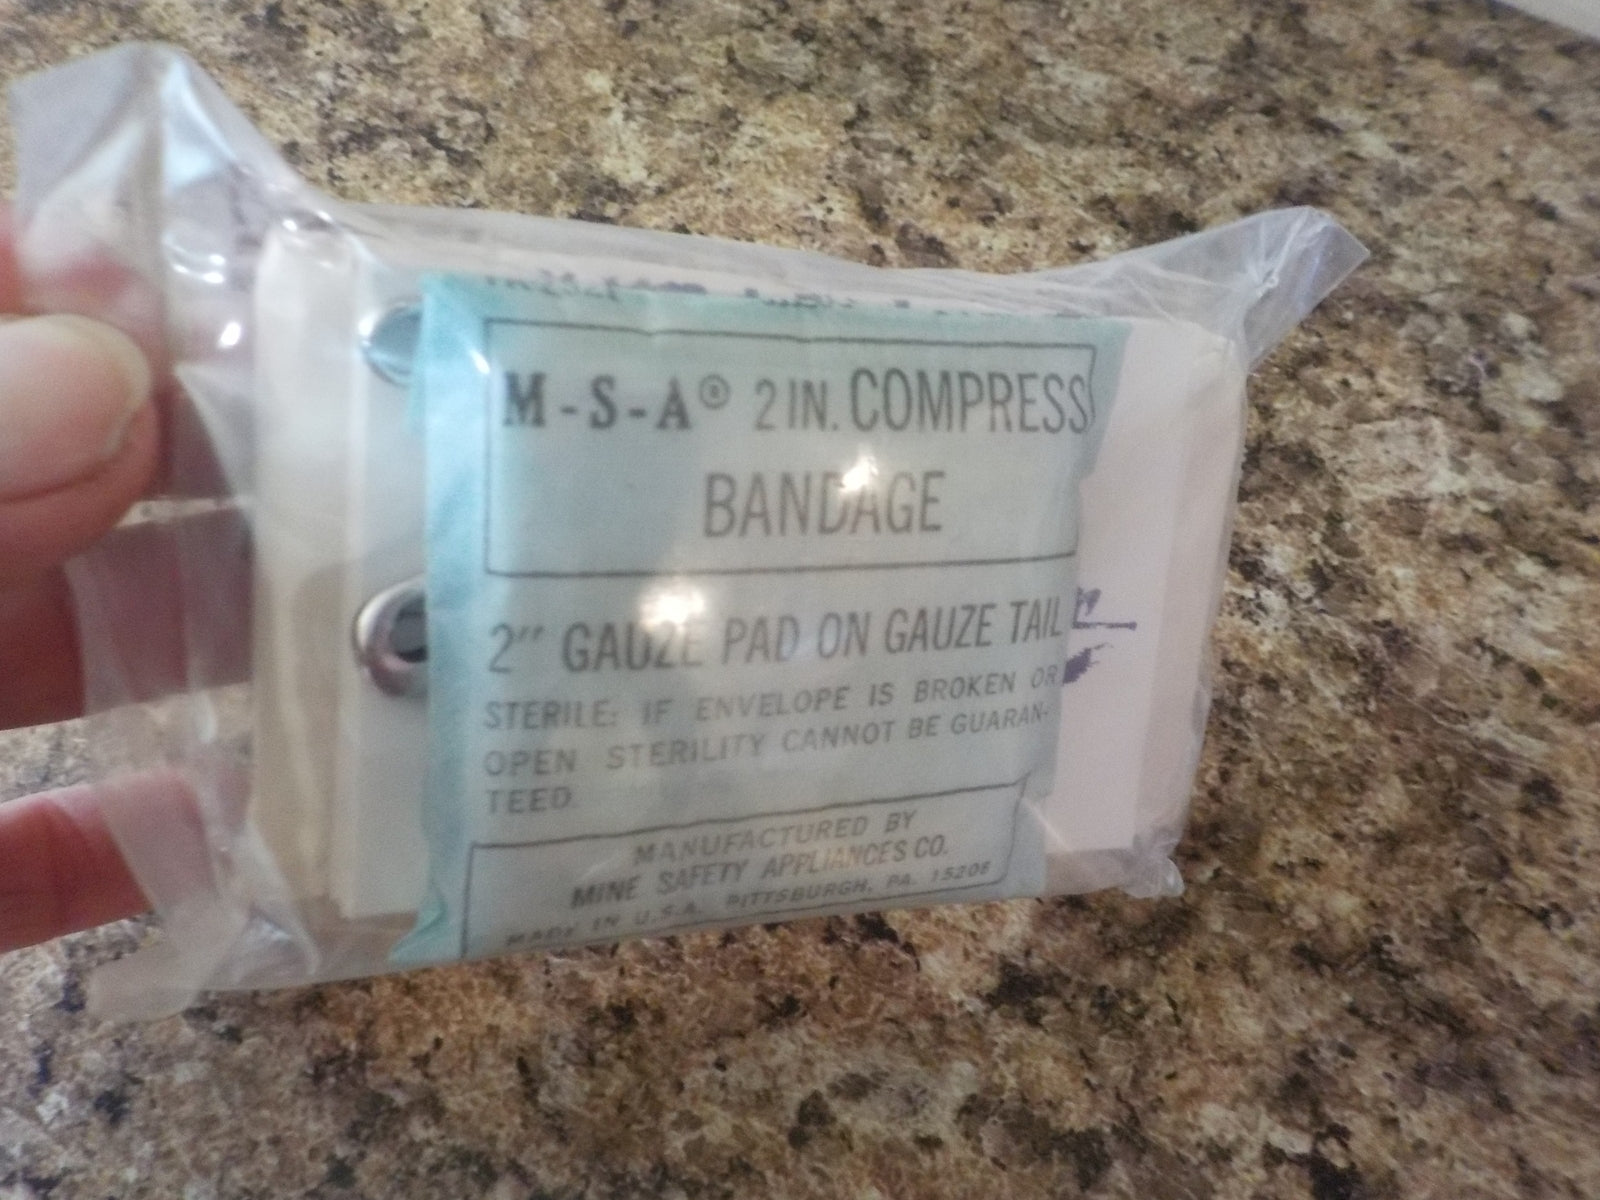 M-S-A® 2 IN. COMPRESS
BANDAGE
2" GAUZE PAD ON GAUZE TAIL
STERILE: IF ENVELOPE IS BROKEN OR
OPEN STERILITY CANNOT BE GUARAN-
TEED
MANUFACTURED BY
MINE SAFETY APPLIANCES CO.
MADE IN U.S.A. PITTSBURGH, PA. 15206